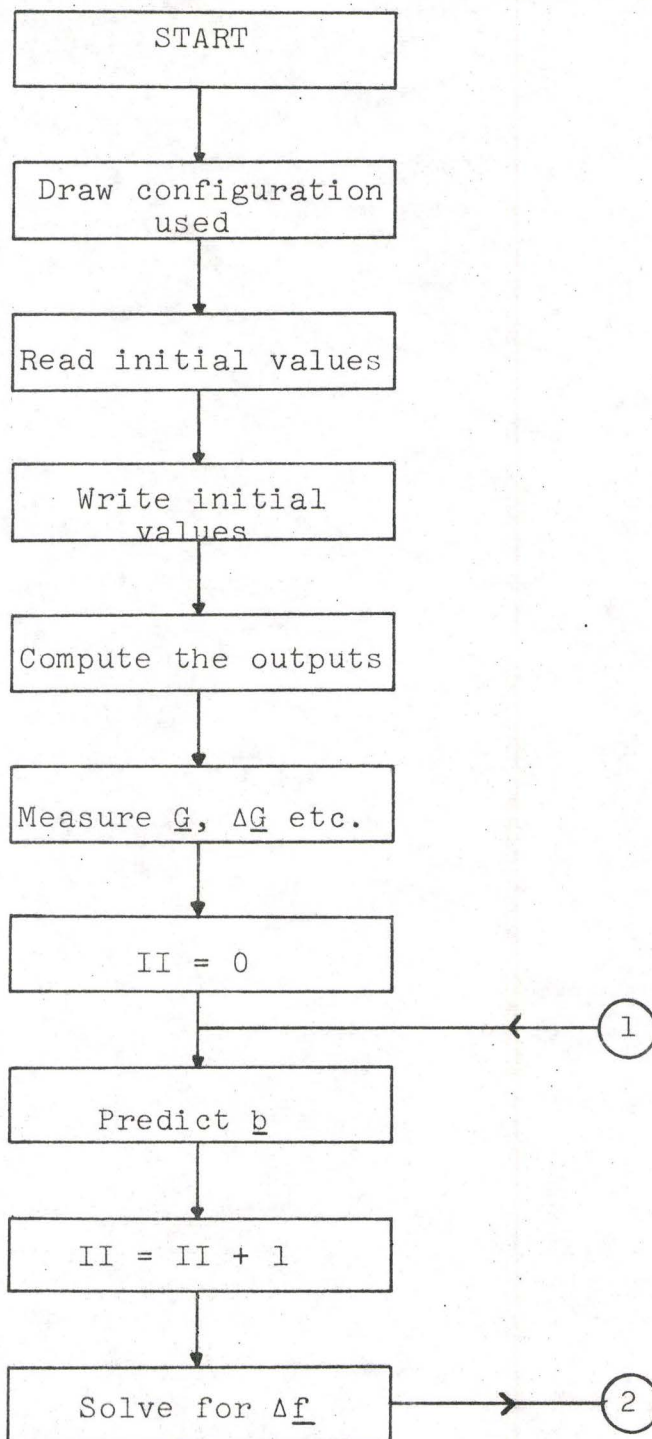 START
Draw configuration
used
Read initial values
Write initial
values
Compute the outputs
Measure G, ΔG etc.
II = 0
1
Predict b
II = II + 1
Solve for Δf
2